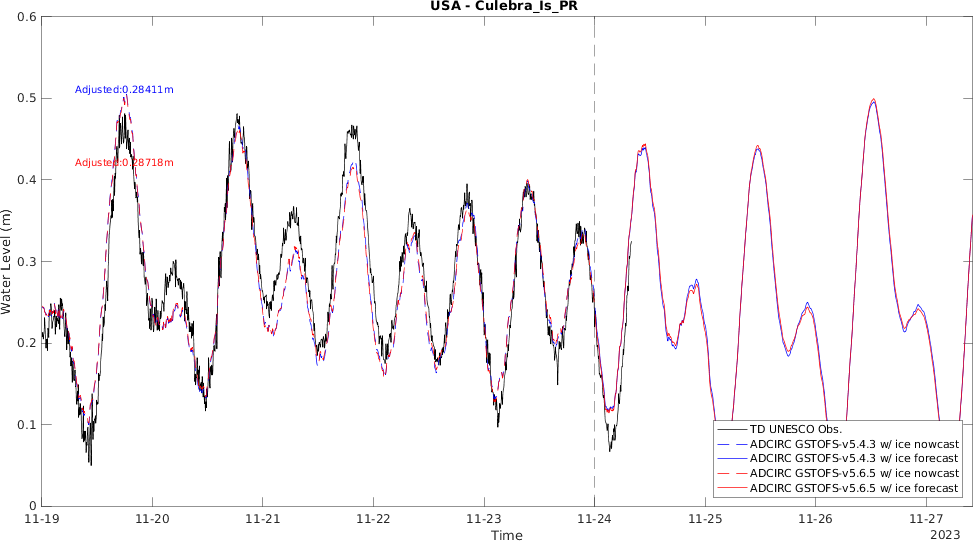 USA - Culebra_Is_PR
0.6
0.5
0.4
0.3
0.2
0.1
0
Water Level (m)
Adjusted:0.28411m
Adjusted:0.28718m
TD UNESCO Obs.
ADCIRC GSTOFS-v5.4.3 w/ ice nowcast
ADCIRC GSTOFS-v5.4.3 w/ ice forecast
ADCIRC GSTOFS-v5.6.5 w/ ice nowcast
ADCIRC GSTOFS-v5.6.5 w/ ice forecast
11-19 11-20 11-21 11-22 11-23 11-24 11-25 11-26 11-27
Time
2023